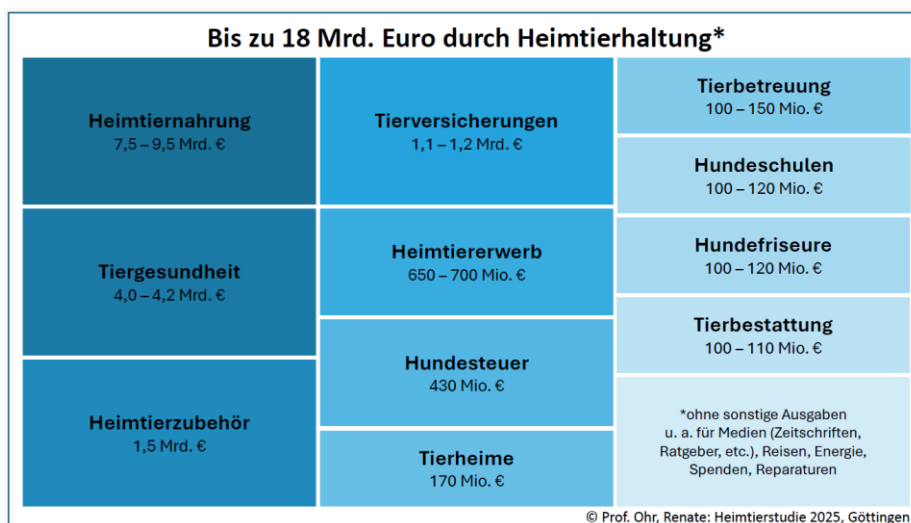 Bis zu 18 Mrd. Euro durch Heimtierhaltung*
Heimtiernahrung
7,5 – 9,5 Mrd. €
Tiergesundheit
4,0 – 4,2 Mrd. €
Heimtierzubehör
1,5 Mrd. €
Tierversicherungen
1,1 – 1,2 Mrd. €
Heimtiererwerb
650 – 700 Mio. €
Hundesteuer
430 Mio. €
Tierheime
170 Mio. €
Tierbetreuung
100 – 150 Mio. €
Hundeschulen
100 – 120 Mio. €
Hundefriseure
100 – 120 Mio. €
Tierbestattung
100 – 110 Mio. €
*ohne sonstige Ausgaben
u. a. für Medien (Zeitschriften,
Ratgeber, etc.), Reisen, Energie,
Spenden, Reparaturen
© Prof. Ohr, Renate: Heimtierstudie 2025, Göttingen